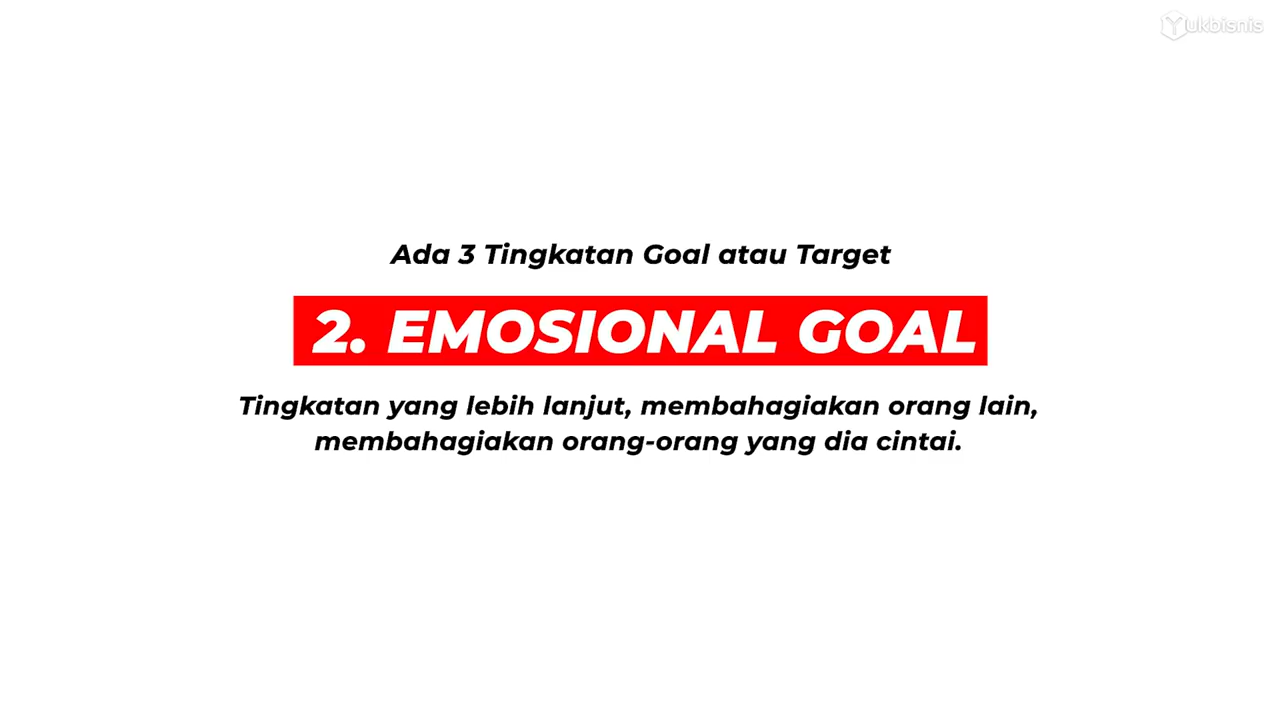 Yukbisnis
Ada 3 Tingkatan Goal atau Target
2. EMOSIONAL GOAL
Tingkatan yang lebih lanjut, membahagiakan orang lain,
membahagiakan orang-orang yang dia cintai.